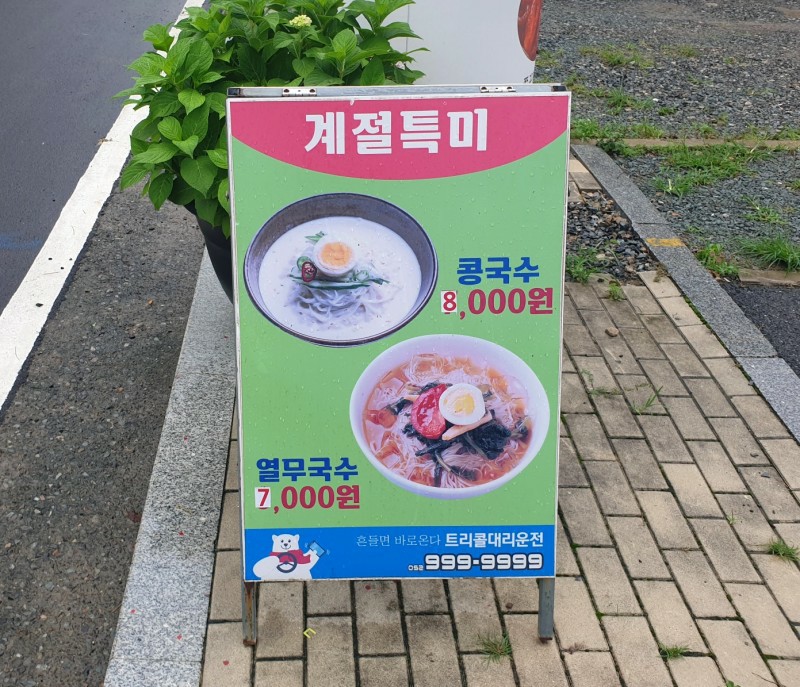 계절특미
콩국수
8,000원
열무국수
7,000원
흔들면 바로온다 트리콜대리운전
052 999-9999